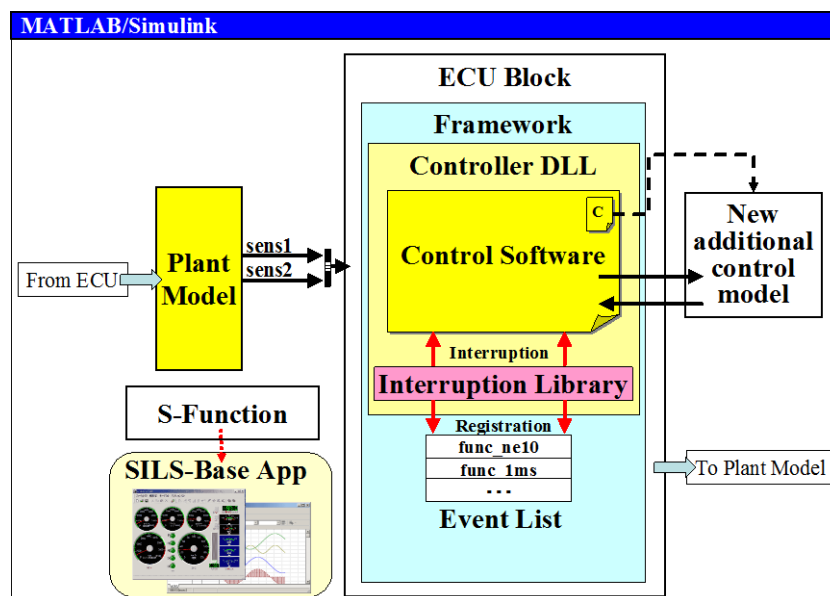 MATLAB/Simulink
ECU Block
Framework
Controller DLL
C
Control Software
New
additional
control
model
sens1
sens2
From ECU
Plant
Model
Interruption
Interruption Library
Registration
func_ne10
func_1ms
---
Event List
To Plant Model
S-Function
SILS-Base App